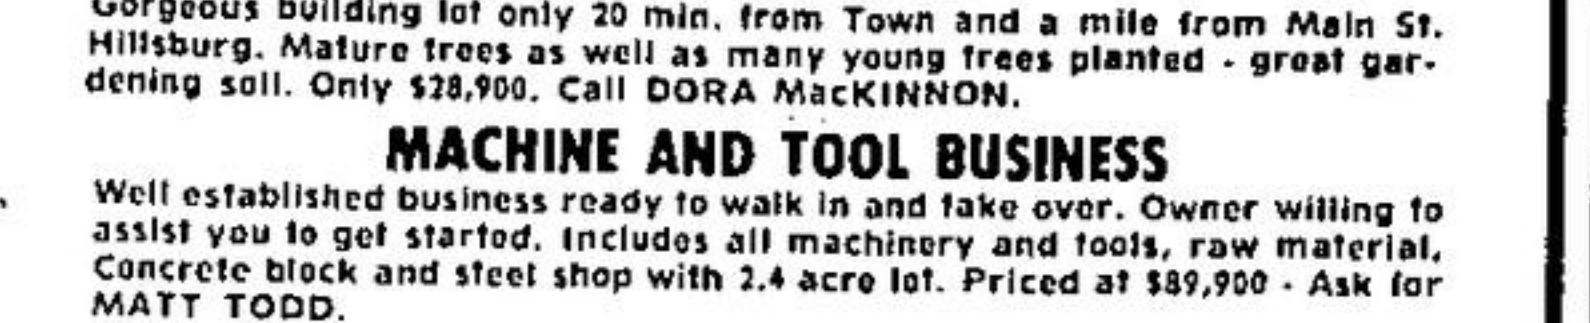 Gorgeous building lot only 20 min. from Town and a mile from Main St.
Hillsburg. Mature trees as well as many young trees planted - great gar-
dening soil. Only $28,900. Call DORA MacKINNON.
MACHINE AND TOOL BUSINESS
Well established business ready to walk in and take over. Owner willing to
assist you to get started. Includes all machinery and tools, raw material.
Concrete block and steel shop with 2.4 acre lot. Priced at $89,900 - Ask for
MATT TODD.